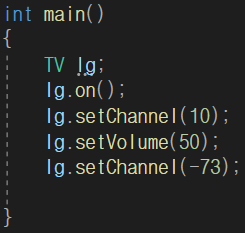 int main()
{
TV lg;
lg.on();
lg.setChannel(10);
lg.setVolume(50);
lg.setChannel(-73);
}